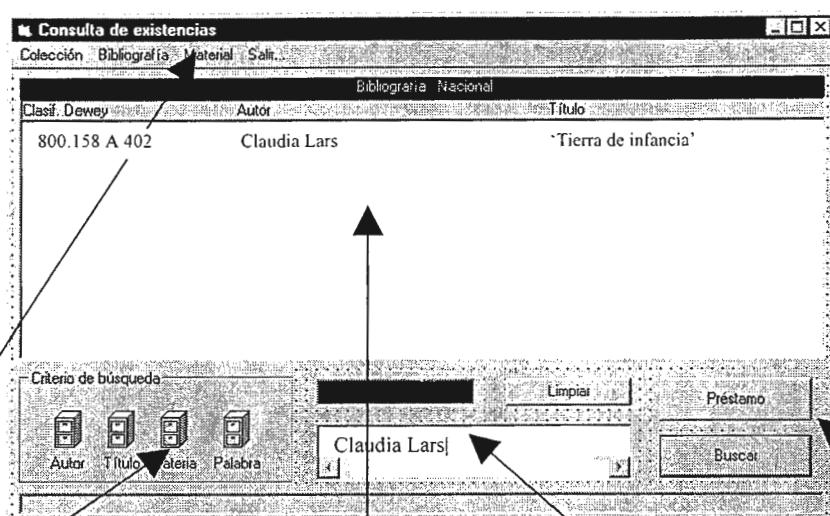 Consulta de existencias
Colección Bibliografía Material Salir...
Bibliografía Nacional
Clasif. Dewey Autor Título
800.158 A 402 Claudia Lars `Tierra de infancia'
Criterio de búsqueda
Limpiar
Préstamo
Claudia Lars
Buscar
Autor Título Materia Palabra